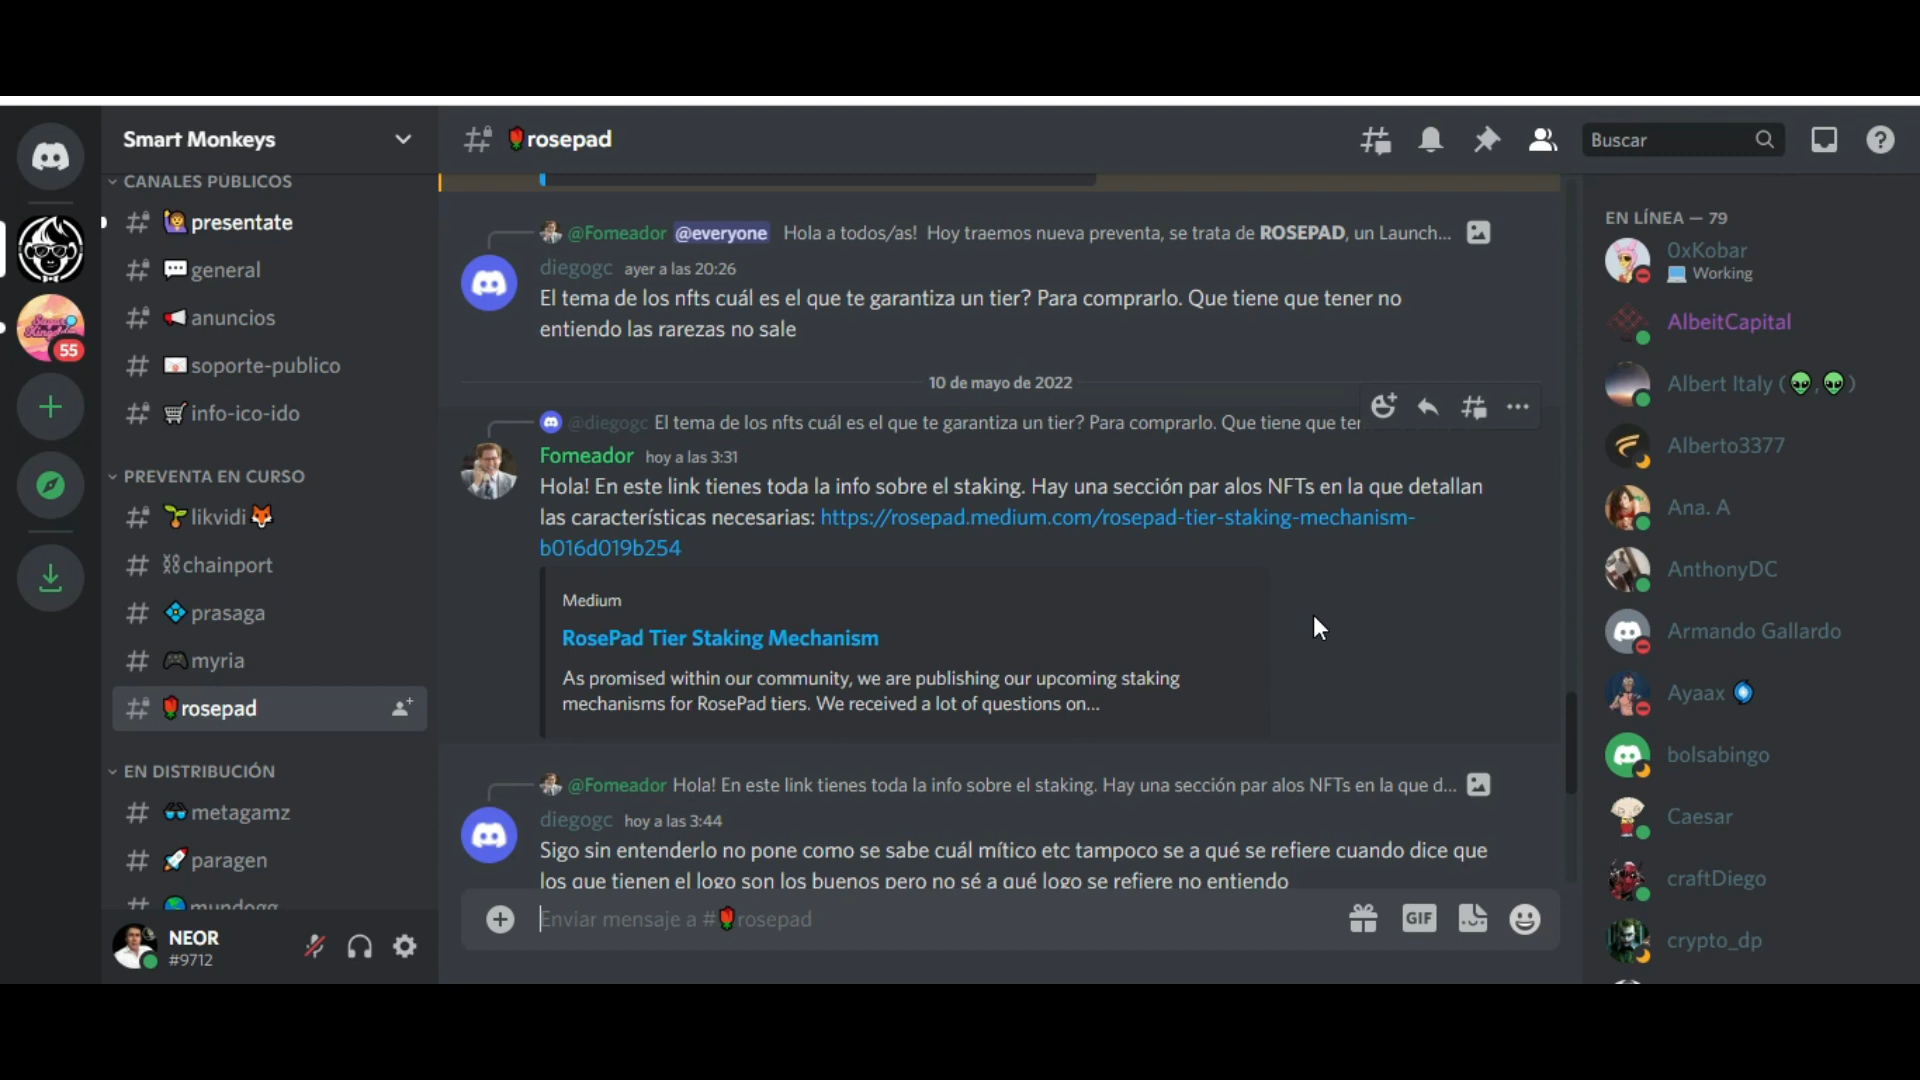 Smart Monkeys
CANALES PÚBLICOS
presentate
general
anuncios
soporte-publico
info-ico-ido
PREVENTA EN CURSO
likvidi
chainport
prasaga
myria
rosepad
EN DISTRIBUCIÓN
metagamz
paragen
mundogg
55
NEOR
#9712
rosepad
Buscar
@Fomeador @everyone Hola a todos/as! Hoy traemos nueva preventa, se trata de ROSEPAD, un Launch...
diegogc ayer a las 20:26
El tema de los nfts cuál es el que te garantiza un tier? Para comprarlo. Que tiene que tener no
entiendo las rarezas no sale
10 de mayo de 2022
@diegogc El tema de los nfts cuál es el que te garantiza un tier? Para comprarlo. Que tiene que ter
Fomeador hoy a las 3:31
Hola! En este link tienes toda la info sobre el staking. Hay una sección par alos NFTs en la que detallan
las características necesarias: https://rosepad.medium.com/rosepad-tier-staking-mechanism-
b016d019b254
Medium
RosePad Tier Staking Mechanism
As promised within our community, we are publishing our upcoming staking
mechanisms for RosePad tiers. We received a lot of questions on...
@Fomeador Hola! En este link tienes toda la info sobre el staking. Hay una sección par alos NFTs en la que d...
diegogc hoy a las 3:44
Sigo sin entenderlo no pone como se sabe cuál mítico etc tampoco se a qué se refiere cuando dice que
los que tienen el logo son los buenos pero no sé a qué logo se refiere no entiendo
Enviar mensaje a #rosepad
GIF
EN LÍNEA — 79
0xKobar
Working
AlbeitCapital
Albert Italy (👽,👽)
Alberto3377
Ana. A
AnthonyDC
Armando Gallardo
Ayaax
bolsabingo
Caesar
craftDiego
crypto_dp